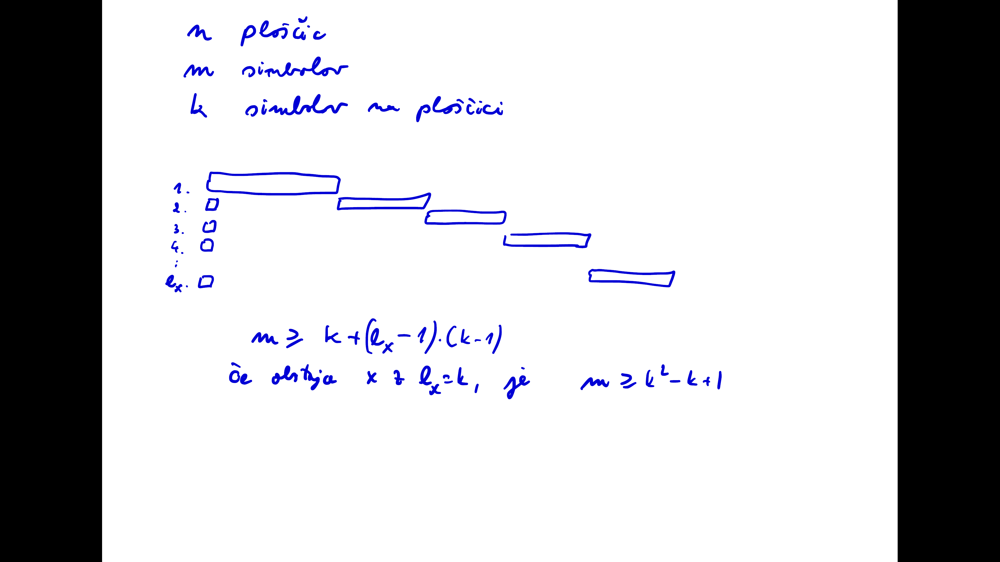 n ploščic
m simbolov
k simbolov na ploščici
1.
2.
3.
4.
:
lₓ.
m ≥ k + (lₓ - 1) · (k - 1)
Če obstaja x z lₓ = k, je m ≥ k² - k + 1